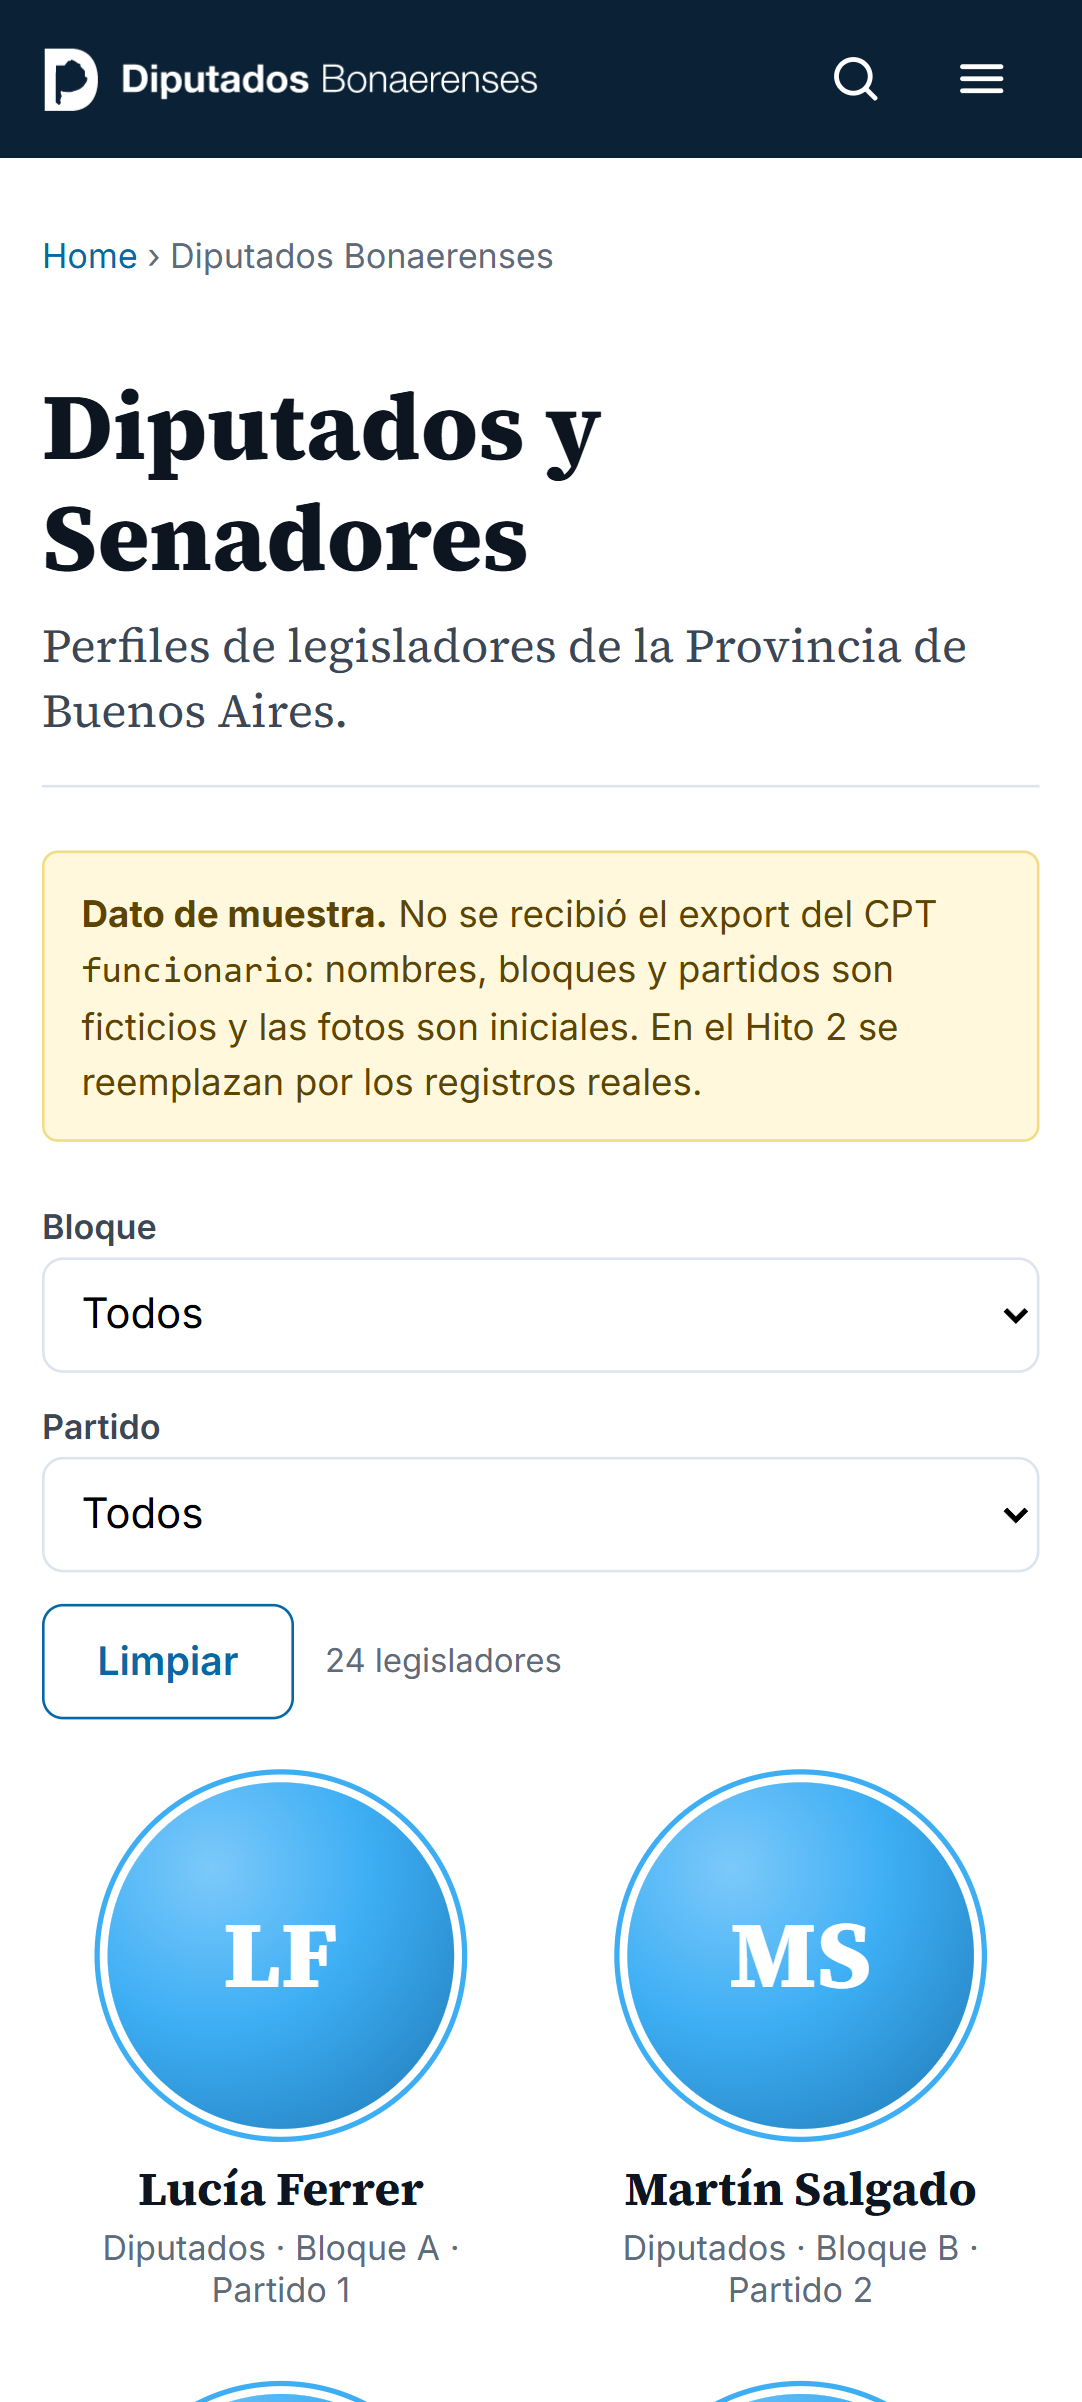 Diputados Bonaerenses
Home › Diputados Bonaerenses
Diputados y
Senadores
Perfiles de legisladores de la Provincia de
Buenos Aires.
Dato de muestra. No se recibió el export del CPT
funcionario: nombres, bloques y partidos son
ficticios y las fotos son iniciales. En el Hito 2 se
reemplazan por los registros reales.
Bloque
Todos
Partido
Todos
Limpiar
24 legisladores
LF
MS
Lucía Ferrer
Diputados · Bloque A ·
Partido 1
Martín Salgado
Diputados · Bloque B ·
Partido 2